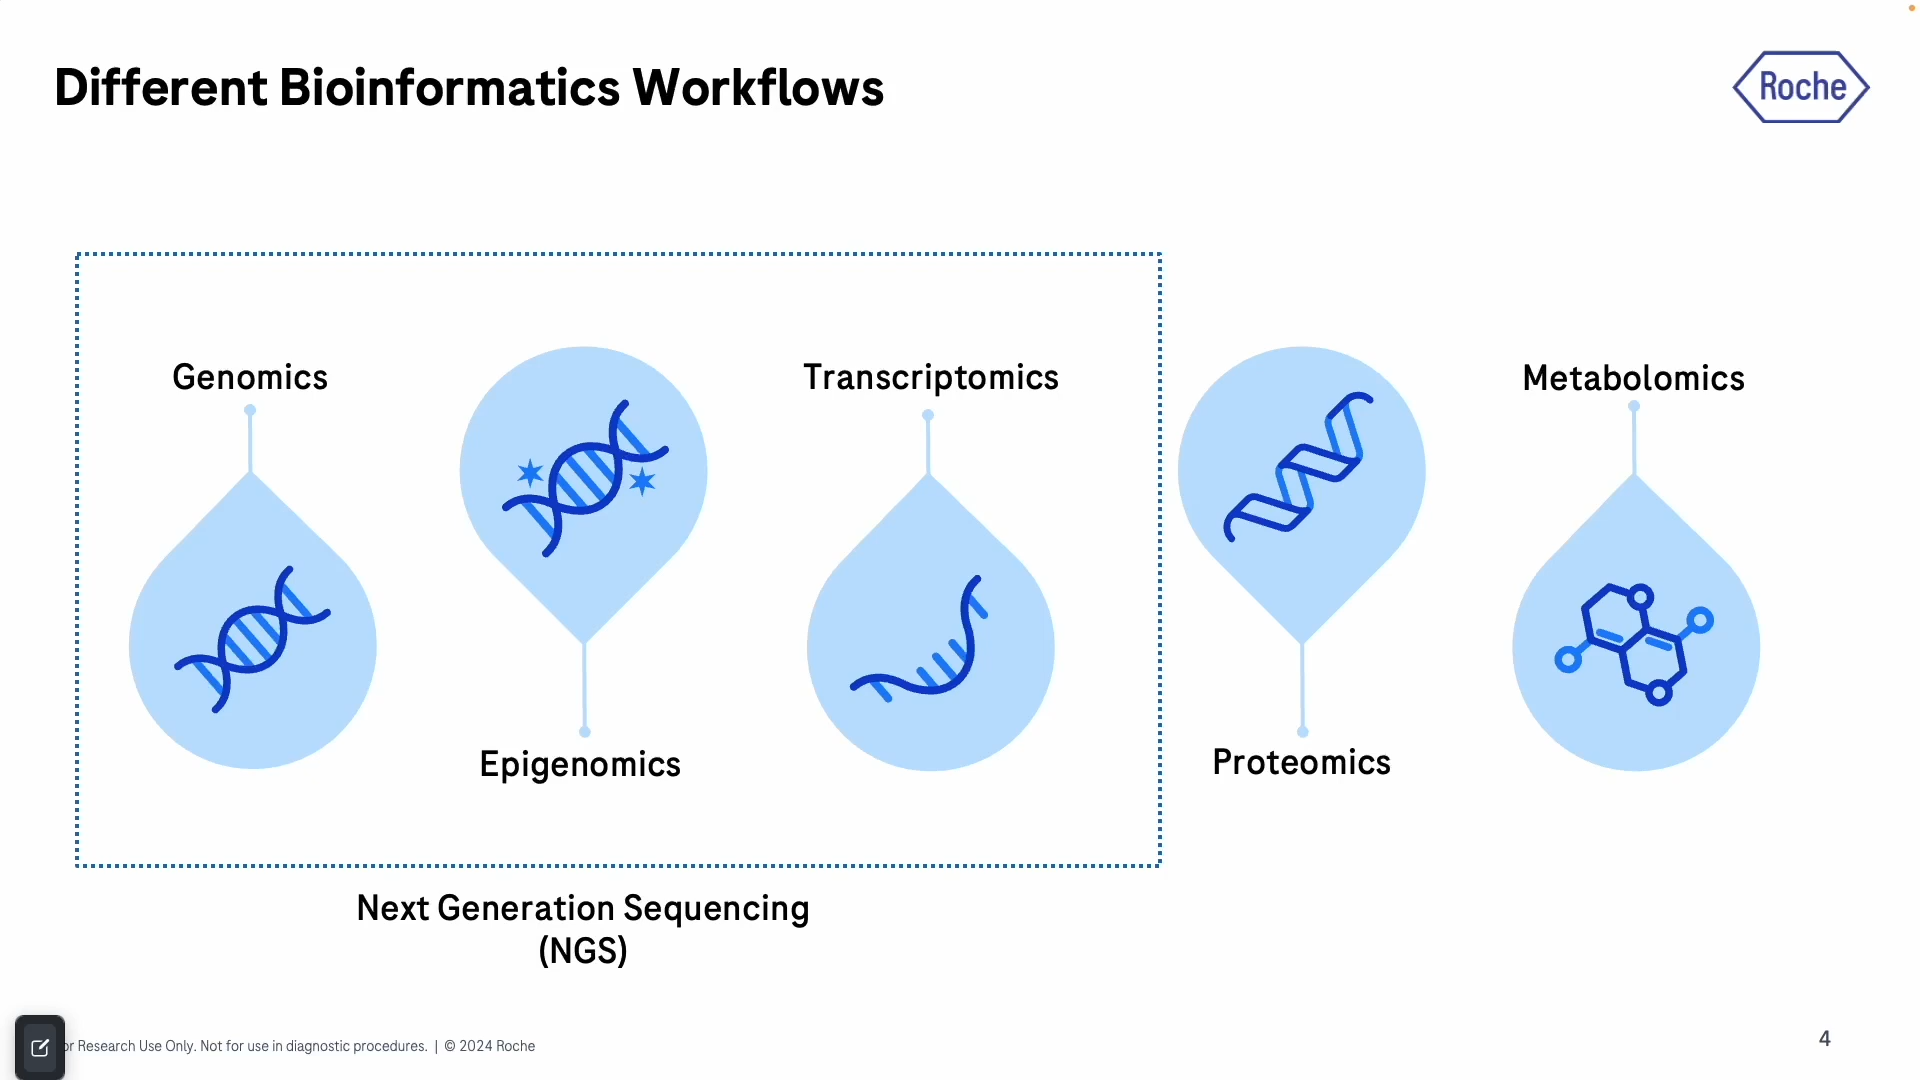 Different Bioinformatics Workflows
Roche
Genomics
Transcriptomics
Metabolomics
Epigenomics
Proteomics
Next Generation Sequencing
(NGS)
or Research Use Only. Not for use in diagnostic procedures. | © 2024 Roche
4